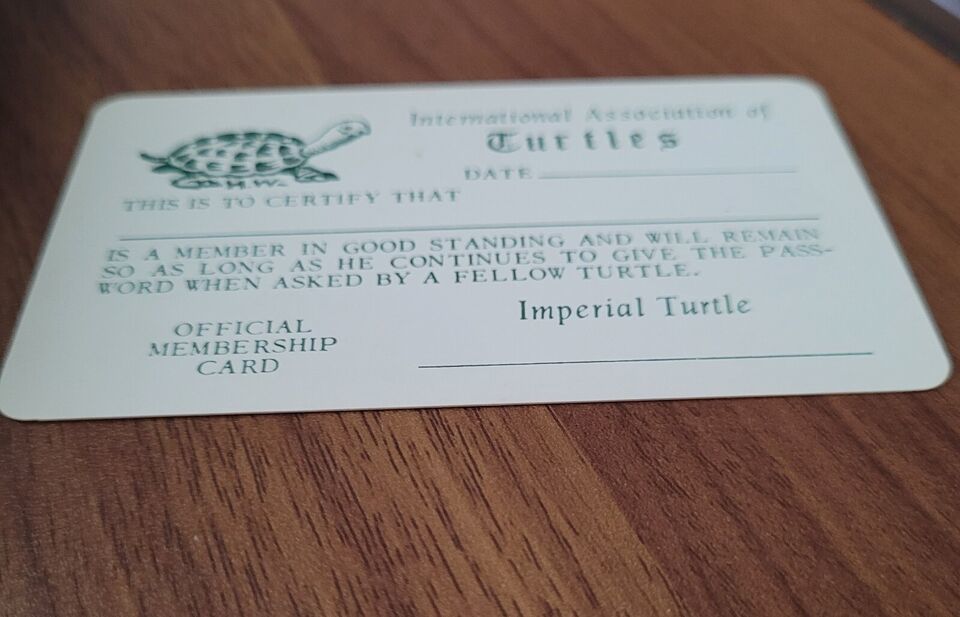 International Association of
Turtles
H.W.
DATE
THIS IS TO CERTIFY THAT
IS A MEMBER IN GOOD STANDING AND WILL REMAIN
SO AS LONG AS HE CONTINUES TO GIVE THE PASS-
WORD WHEN ASKED BY A FELLOW TURTLE.
Imperial Turtle
OFFICIAL
MEMBERSHIP
CARD